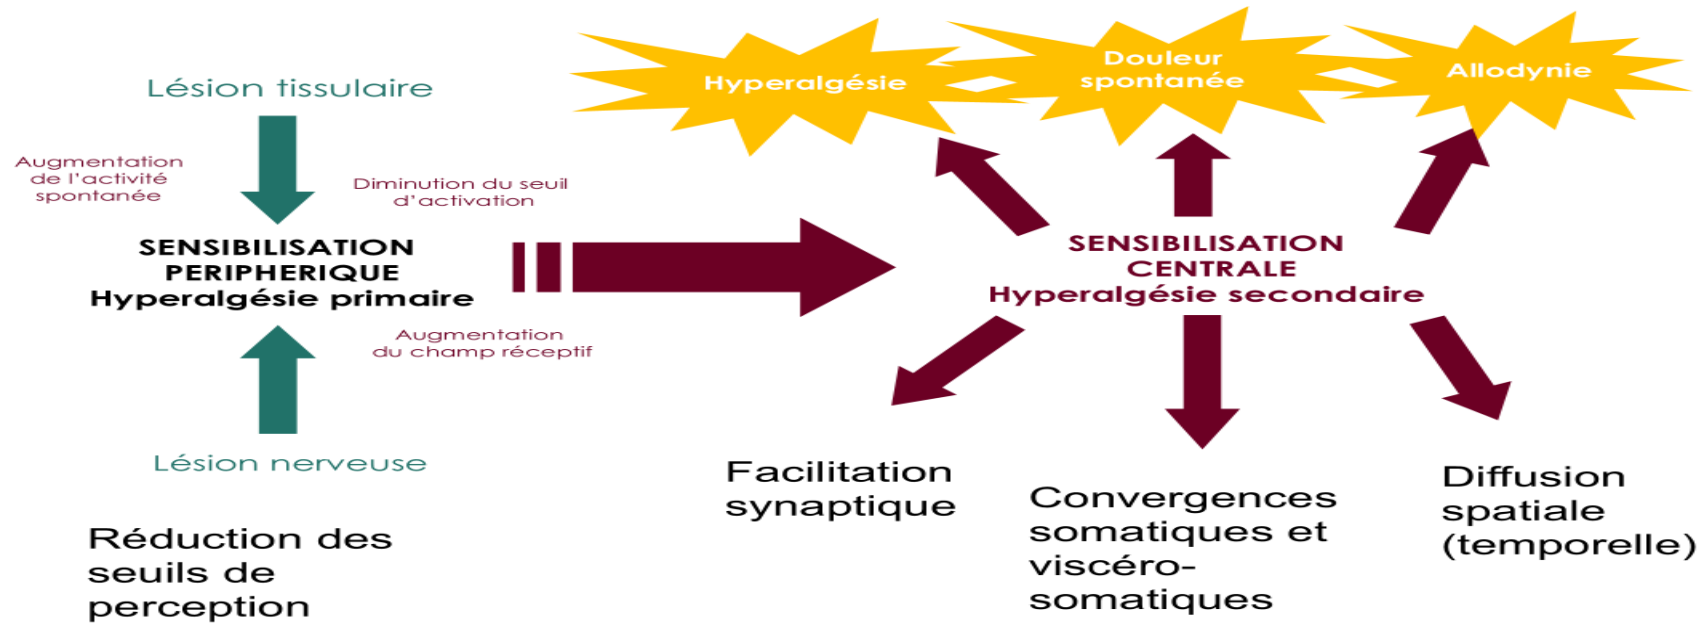 Lésion tissulaire
Augmentation
de l'activité
spontanée
Diminution du seuil
d'activation
SENSIBILISATION
PERIPHERIQUE
Hyperalgésie primaire
Augmentation
du champ réceptif
Lésion nerveuse
Réduction des
seuils de
perception
Hyperalgésie
Douleur
spontanée
Allodynie
SENSIBILISATION
CENTRALE
Hyperalgésie secondaire
Facilitation
synaptique
Convergences
somatiques et
viscéro-
somatiques
Diffusion
spatiale
(temporelle)